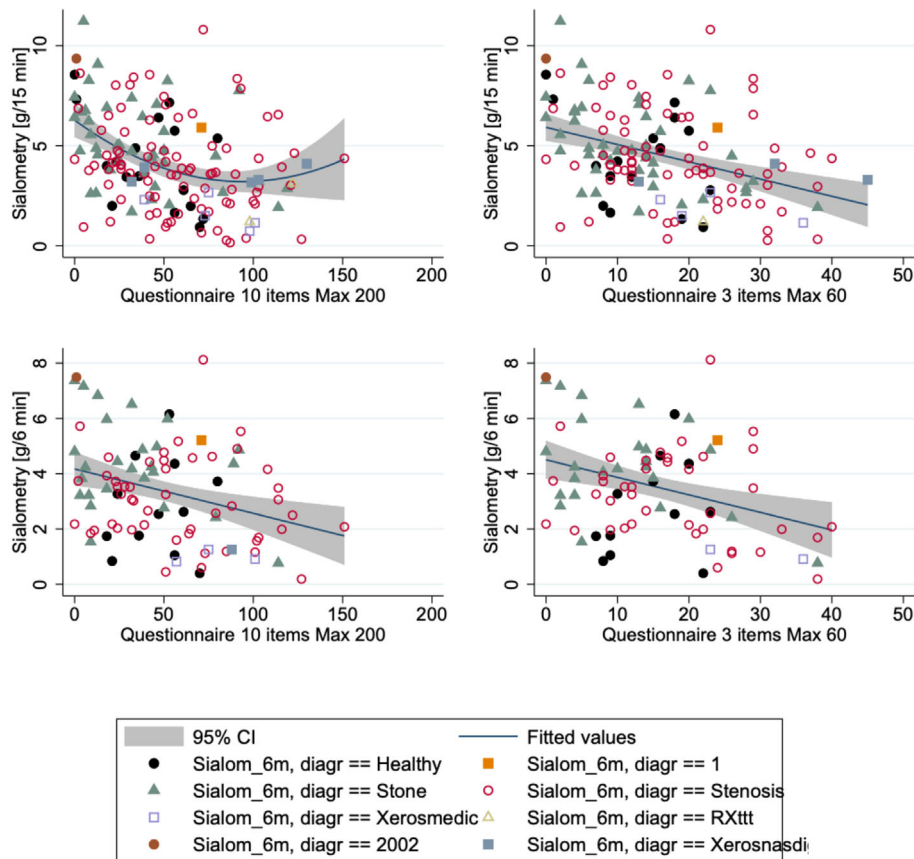 Sialometry [g/15 min]
10
5
0
0 50 100 150 200
Questionnaire 10 items Max 200
Sialometry [g/15 min]
10
5
0
0 10 20 30 40 50
Questionnaire 3 items Max 60
Sialometry [g/6 min]
8
6
4
2
0
0 50 100 150 200
Questionnaire 10 items Max 200
Sialometry [g/6 min]
8
6
4
2
0
0 10 20 30 40 50
Questionnaire 3 items Max 60
95% CI Fitted values
Sialom_6m, diagr == Healthy Sialom_6m, diagr == 1
Sialom_6m, diagr == Stone Sialom_6m, diagr == Stenosis
Sialom_6m, diagr == Xerosmedic Sialom_6m, diagr == RXttt
Sialom_6m, diagr == 2002 Sialom_6m, diagr == Xerosnasdi